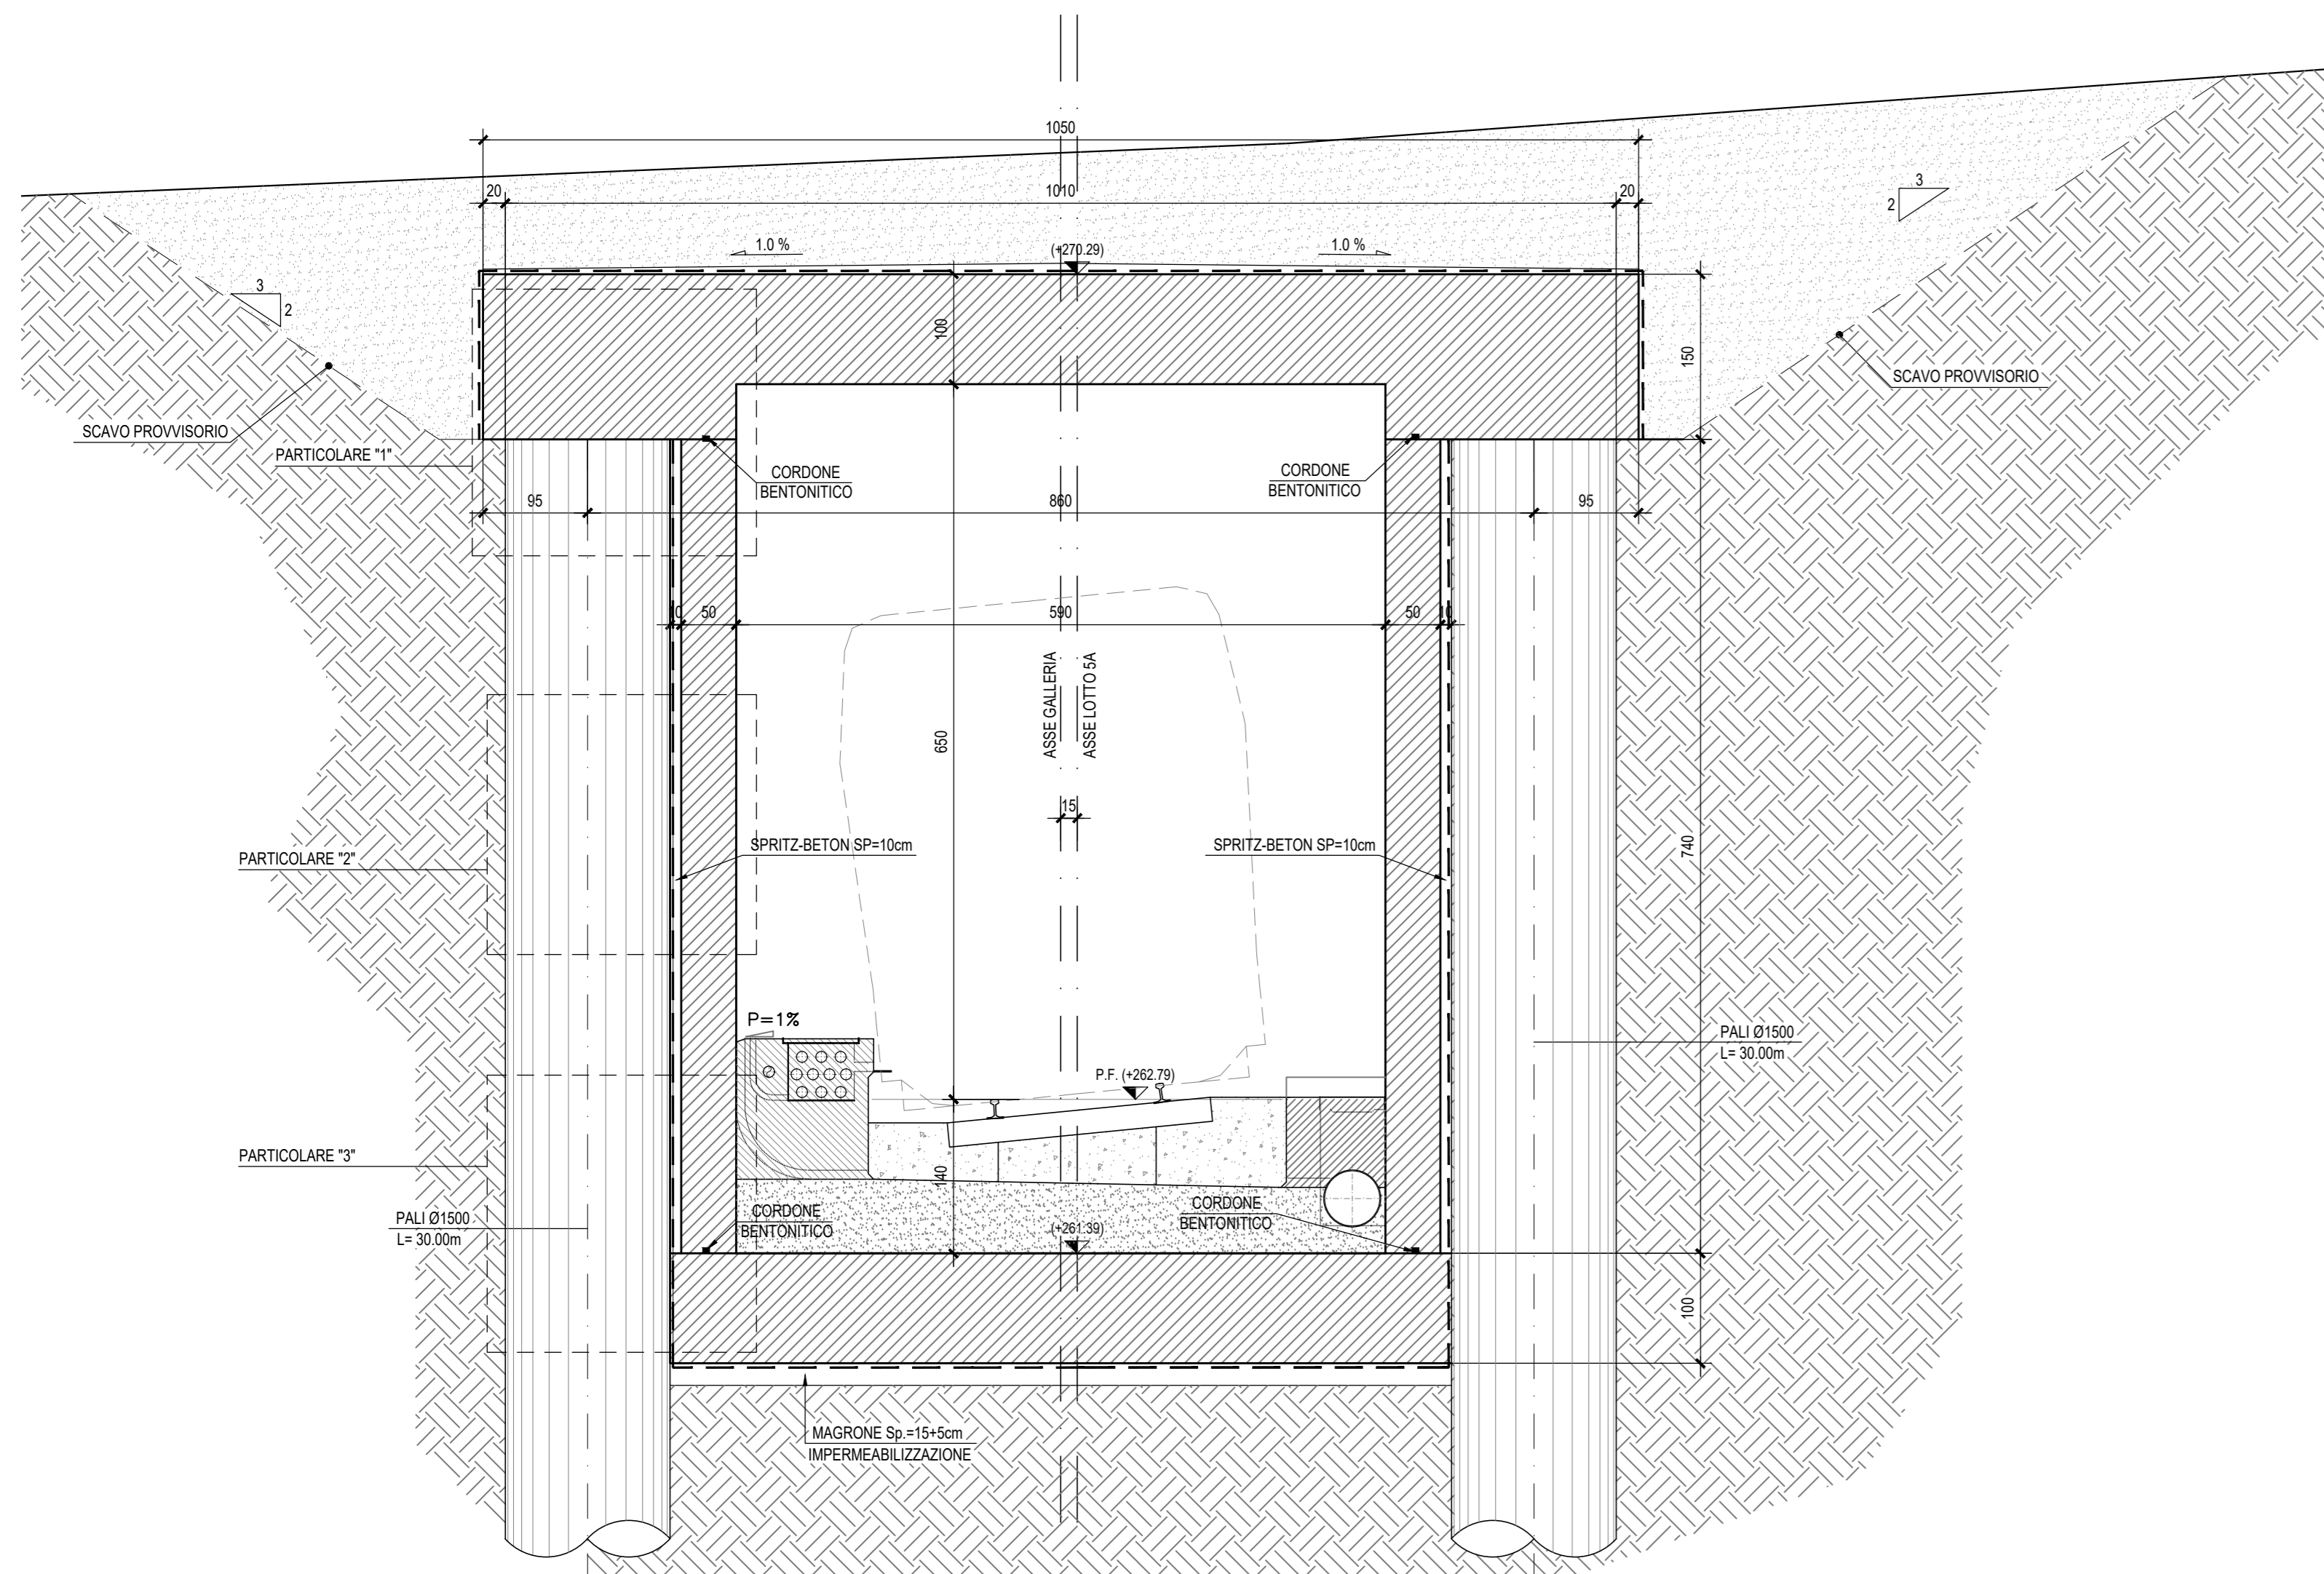 1050
20
1010
20
3
2
1.0 %
(+270.29)
1.0 %
3
2
100
150
SCAVO PROVVISORIO
SCAVO PROVVISORIO
PARTICOLARE "1"
CORDONE
BENTONITICO
CORDONE
BENTONITICO
95
860
95
10
50
590
50
10
ASSE GALLERIA
ASSE LOTTO 5A
650
15
740
SPRITZ-BETON SP=10cm
SPRITZ-BETON SP=10cm
PARTICOLARE "2"
P=1%
P.F. (+262.79)
PALI Ø1500
L= 30.00m
PARTICOLARE "3"
140
CORDONE
BENTONITICO
CORDONE
BENTONITICO
(+261.39)
PALI Ø1500
L= 30.00m
100
MAGRONE Sp.=15+5cm
IMPERMEABILIZZAZIONE